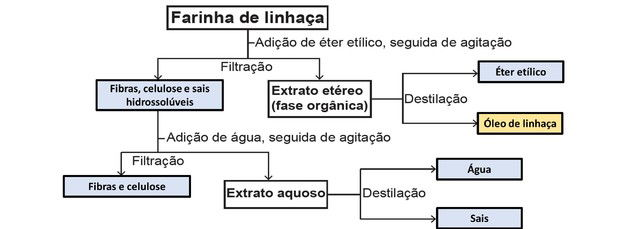 Farinha de linhaça
Adição de éter etílico, seguida de agitação
Filtração
Fibras, celulose e sais
hidrossolúveis
Extrato etéreo
(fase orgânica)
Destilação
Éter etílico
Óleo de linhaça
Adição de água, seguida de agitação
Filtração
Fibras e celulose
Extrato aquoso
Destilação
Água
Sais